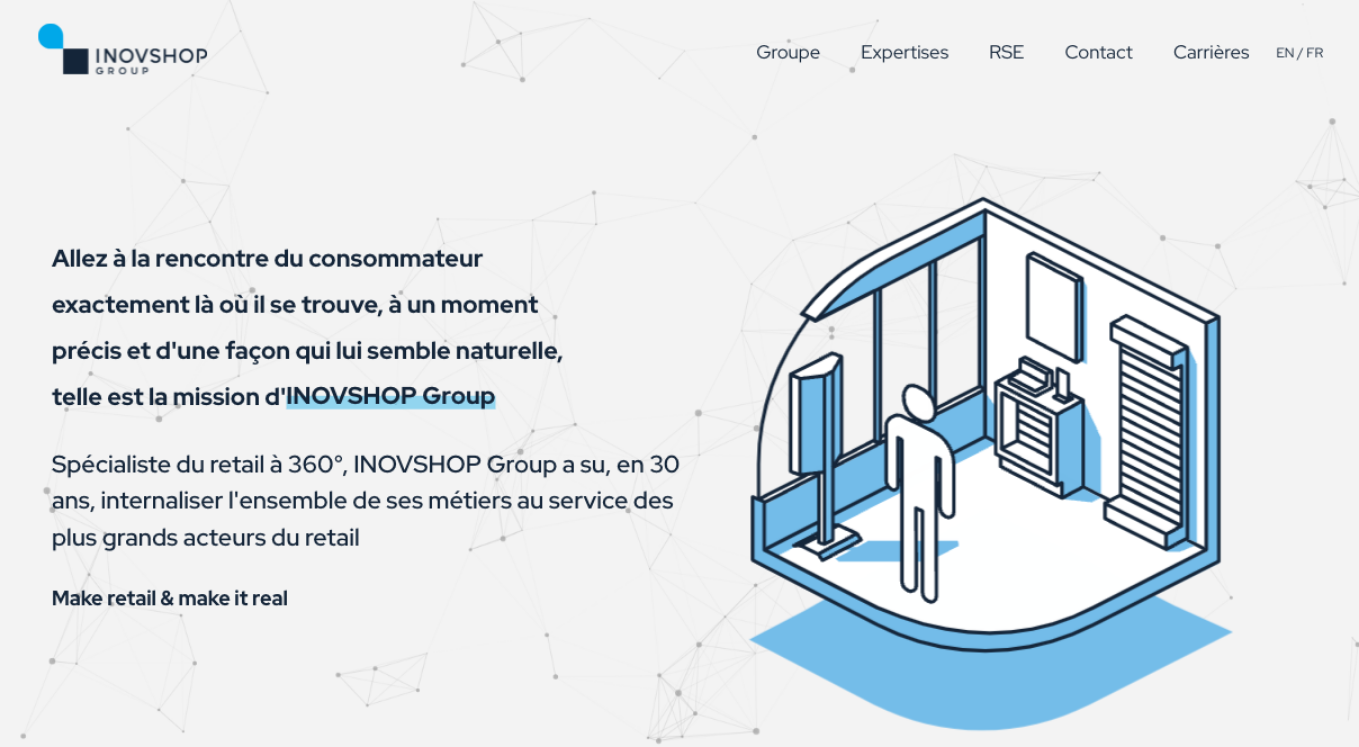 INOVSHOP
GROUP
Groupe
Expertises
RSE
Contact
Carrières
EN / FR
Allez à la rencontre du consommateur
exactement là où il se trouve, à un moment
précis et d'une façon qui lui semble naturelle,
telle est la mission d'INOVSHOP Group
Spécialiste du retail à 360°, INOVSHOP Group a su, en 30
ans, internaliser l'ensemble de ses métiers au service des
plus grands acteurs du retail
Make retail & make it real